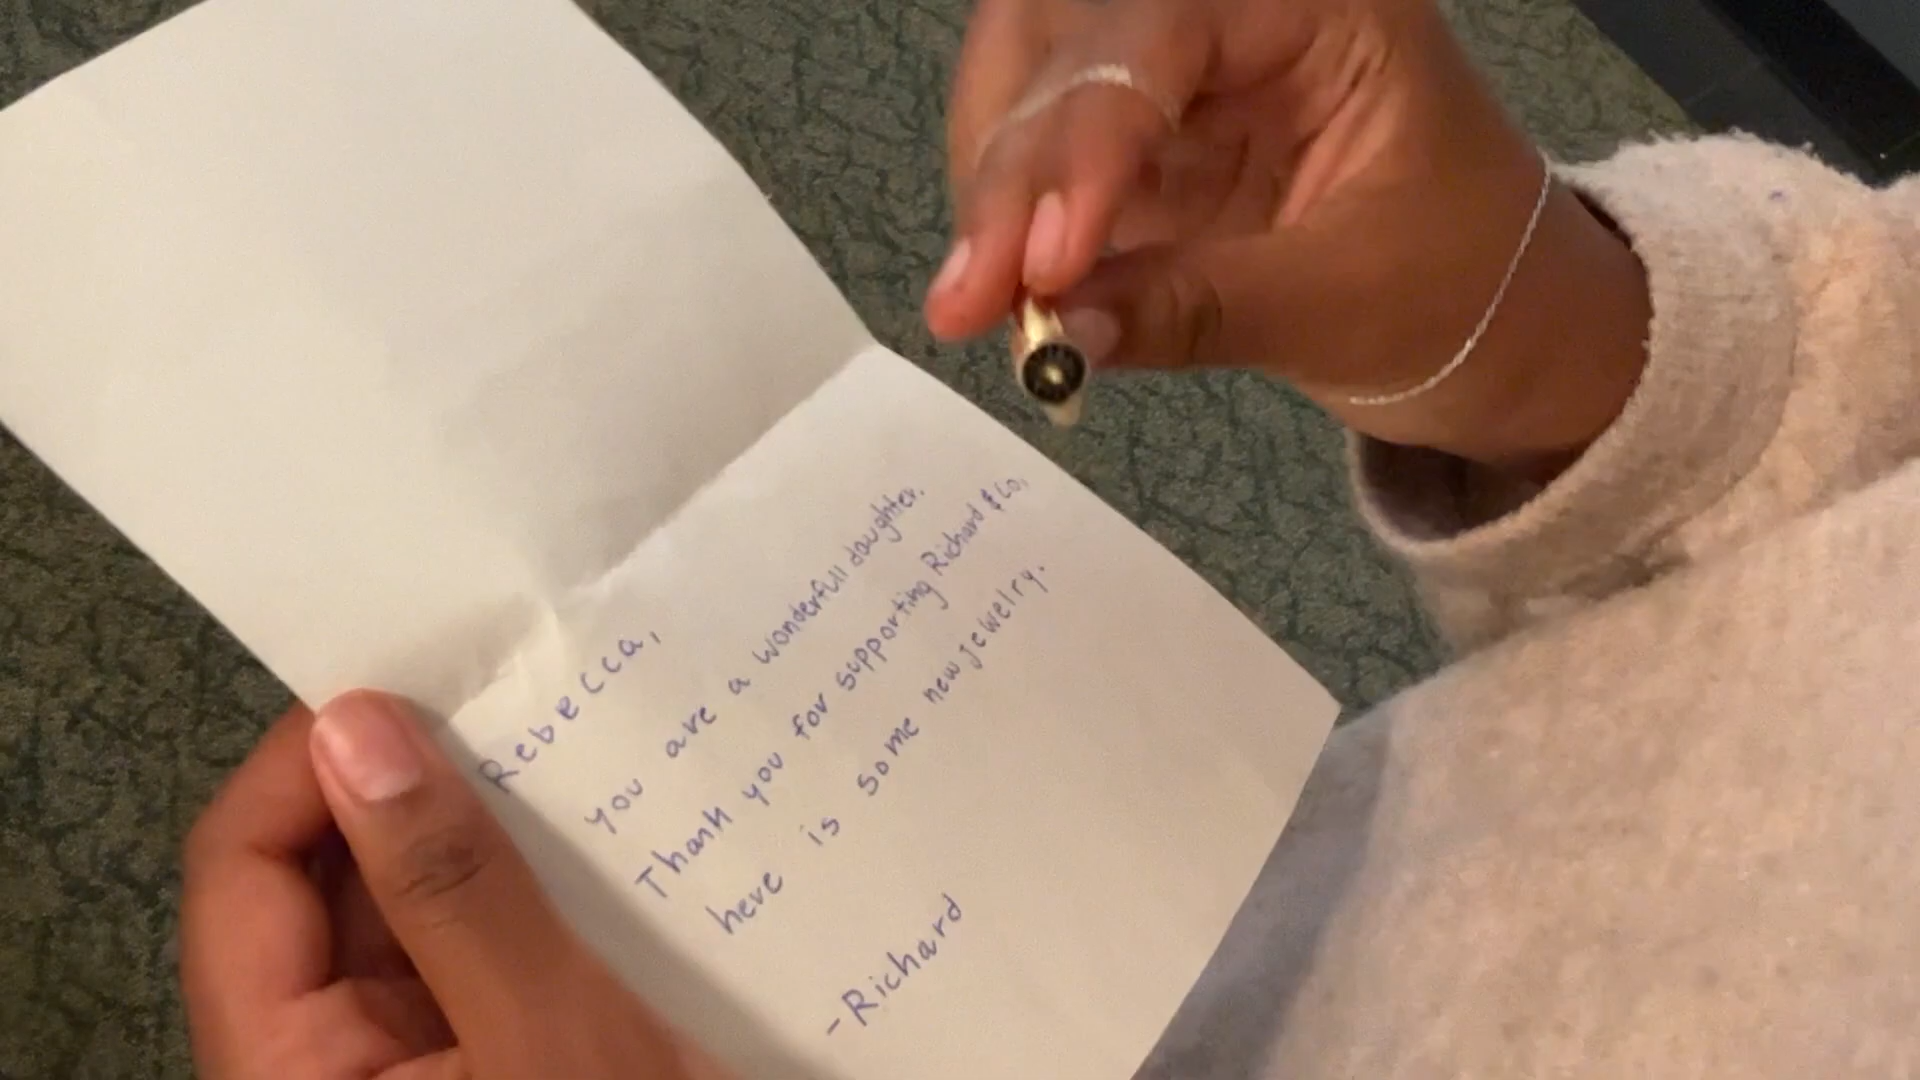 Rebecca,
you are a wonderfull daughter.
Thank you for supporting Richard & Co.
here is some new jewelry.
-Richard